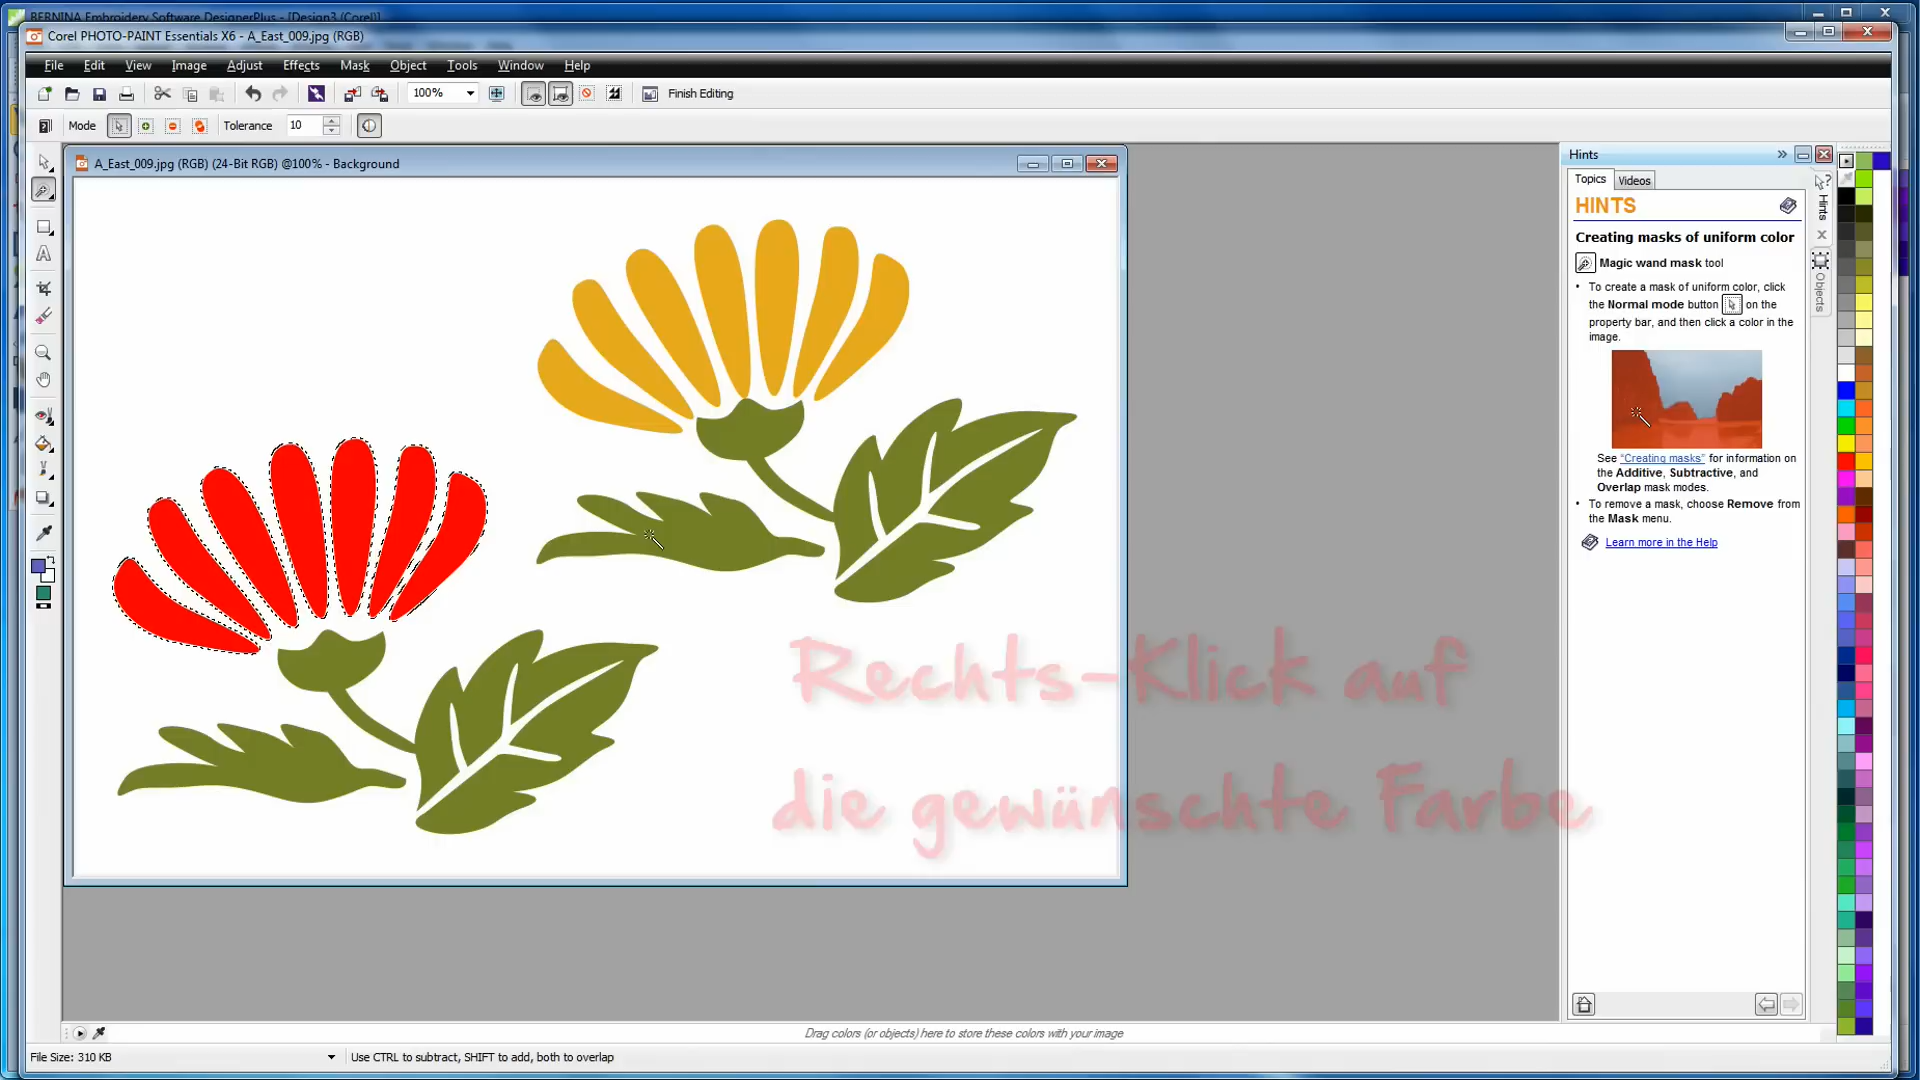 BERNINA Embroidery Software DesignerPlus - [Design3 (Corel)]
Corel PHOTO-PAINT Essentials X6 - A_East_009.jpg (RGB)
File Edit View Image Adjust Effects Mask Object Tools Window Help
100% Finish Editing
Mode Tolerance 10
A_East_009.jpg (RGB) (24-Bit RGB) @100% - Background
Rechts-Klick auf
die gewünschte Farbe
Hints
Topics Videos
HINTS
Creating masks of uniform color
Magic wand mask tool
• To create a mask of uniform color, click
the Normal mode button on the
property bar, and then click a color in the
image.
See "Creating masks" for information on
the Additive, Subtractive, and
Overlap mask modes.
• To remove a mask, choose Remove from
the Mask menu.
Learn more in the Help
Hints
Objects
Drag colors (or objects) here to store these colors with your image
File Size: 310 KB Use CTRL to subtract, SHIFT to add, both to overlap